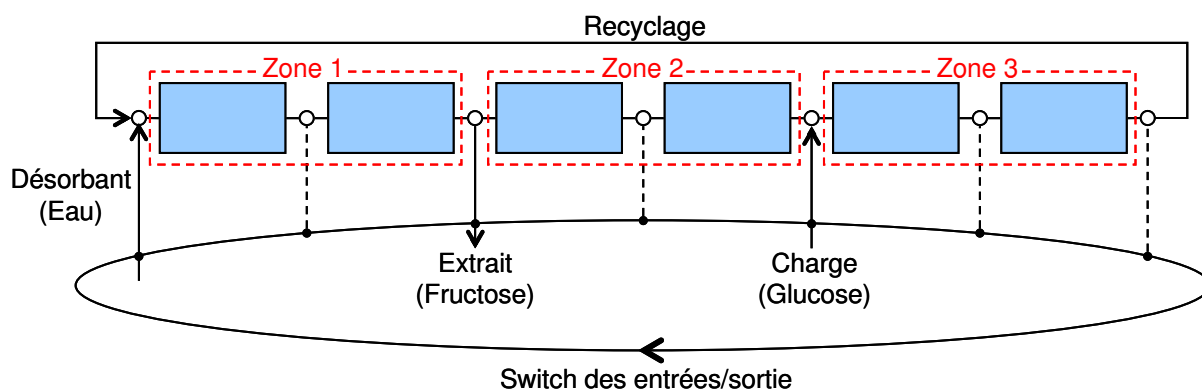 Recyclage
Zone 1
Zone 2
Zone 3
Désorbant
(Eau)
Extrait
(Fructose)
Charge
(Glucose)
Switch des entrées/sortie